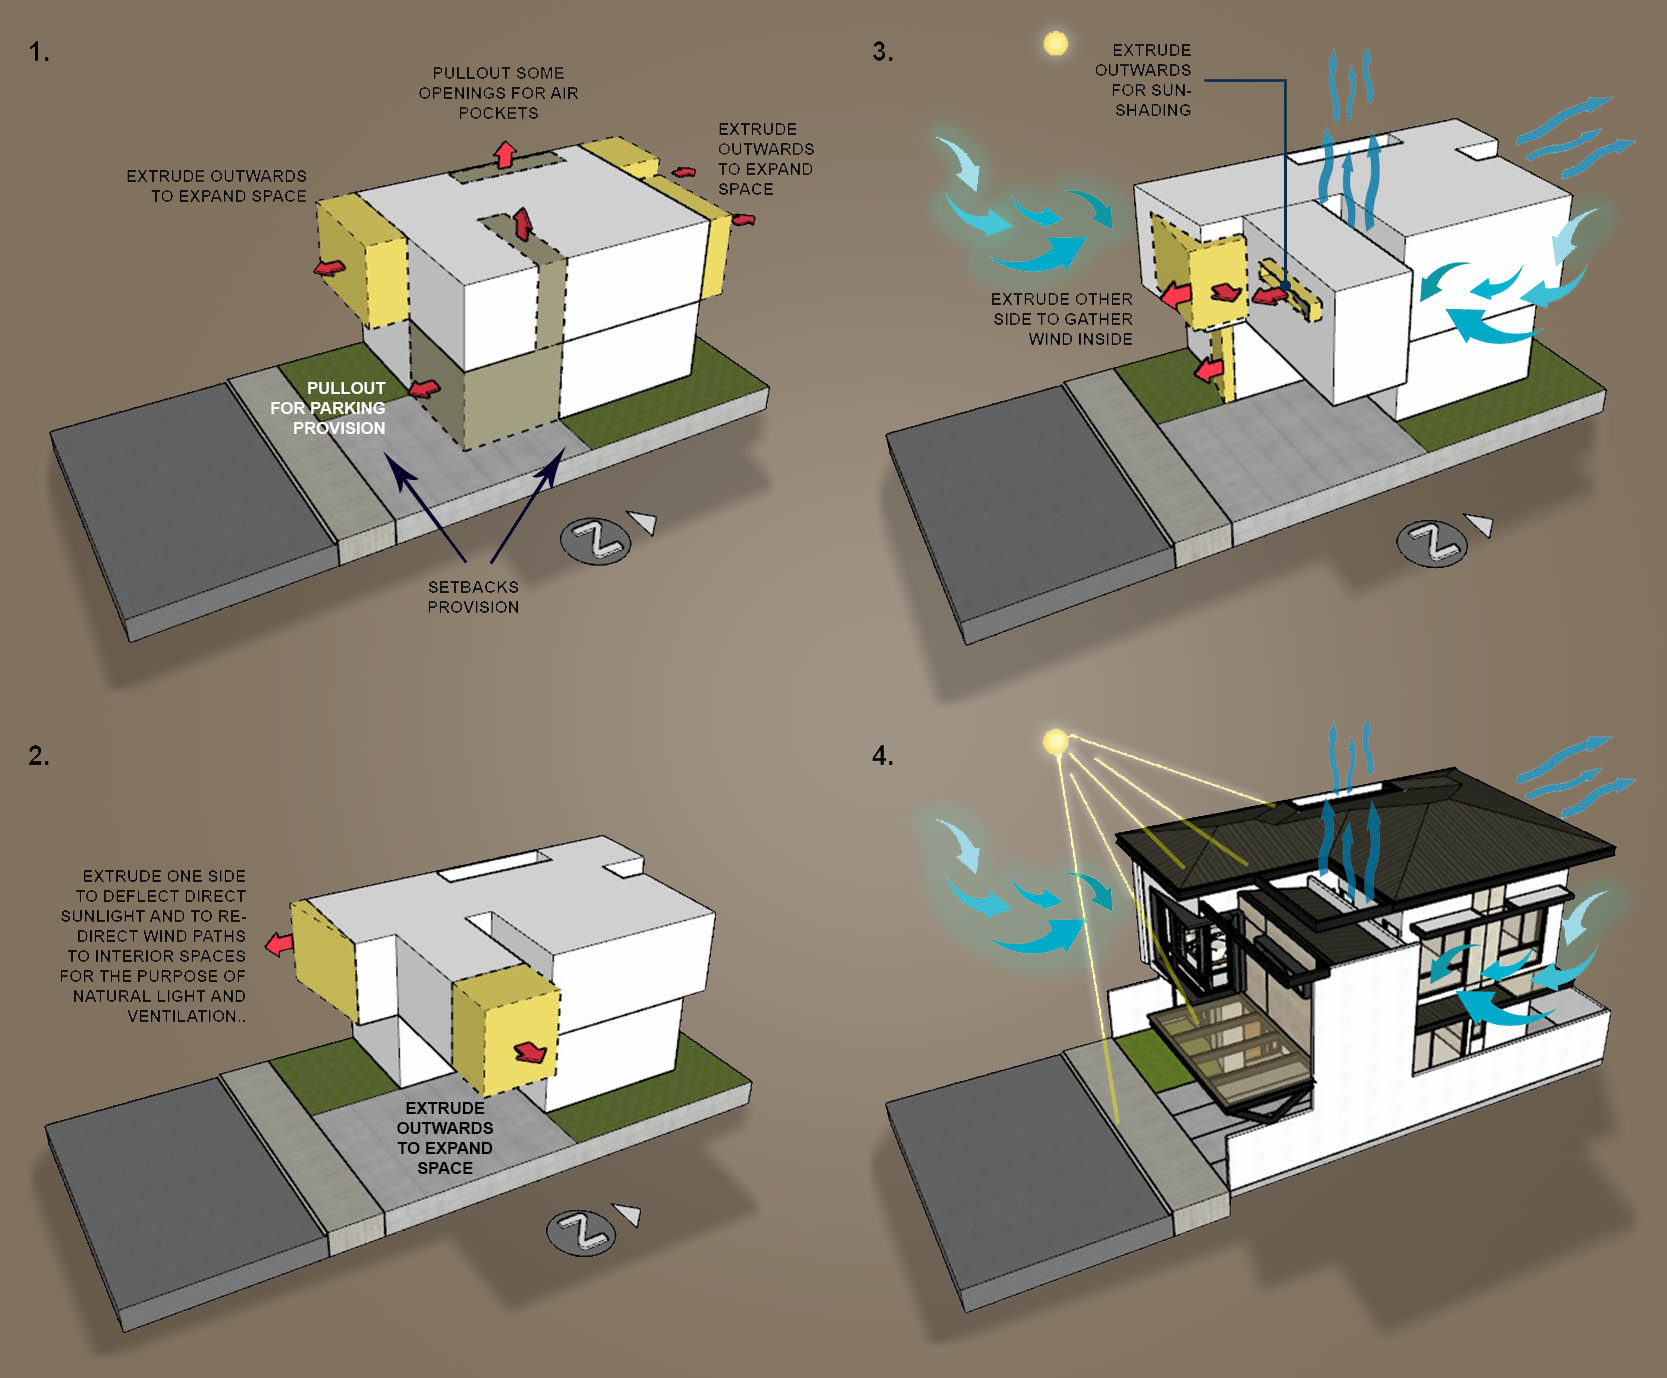 1.
PULLOUT SOME
OPENINGS FOR AIR
POCKETS
EXTRUDE
OUTWARDS
TO EXPAND
SPACE
EXTRUDE OUTWARDS
TO EXPAND SPACE
PULLOUT
FOR PARKING
PROVISION
SETBACKS
PROVISION
Z
2.
EXTRUDE ONE SIDE
TO DEFLECT DIRECT
SUNLIGHT AND TO RE-
DIRECT WIND PATHS
TO INTERIOR SPACES
FOR THE PURPOSE OF
NATURAL LIGHT AND
VENTILATION..
EXTRUDE
OUTWARDS
TO EXPAND
SPACE
Z
3.
EXTRUDE
OUTWARDS
FOR SUN-
SHADING
EXTRUDE OTHER
SIDE TO GATHER
WIND INSIDE
Z
4.